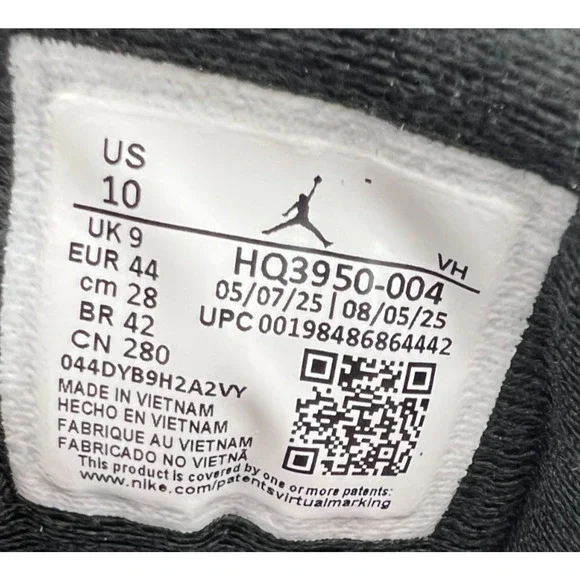 US
10
UK 9
EUR 44
cm 28
BR 42
CN 280
044DYB9H2A2VY
VH
HQ3950-004
05/07/25 | 08/05/25
UPC 00198486864442
MADE IN VIETNAM
HECHO EN VIETNAM
FABRIQUE AU VIETNAM
FABRICADO NO VIETNÃ
This product is covered by one or more patents:
www.nike.com/patentsvirtualmarking